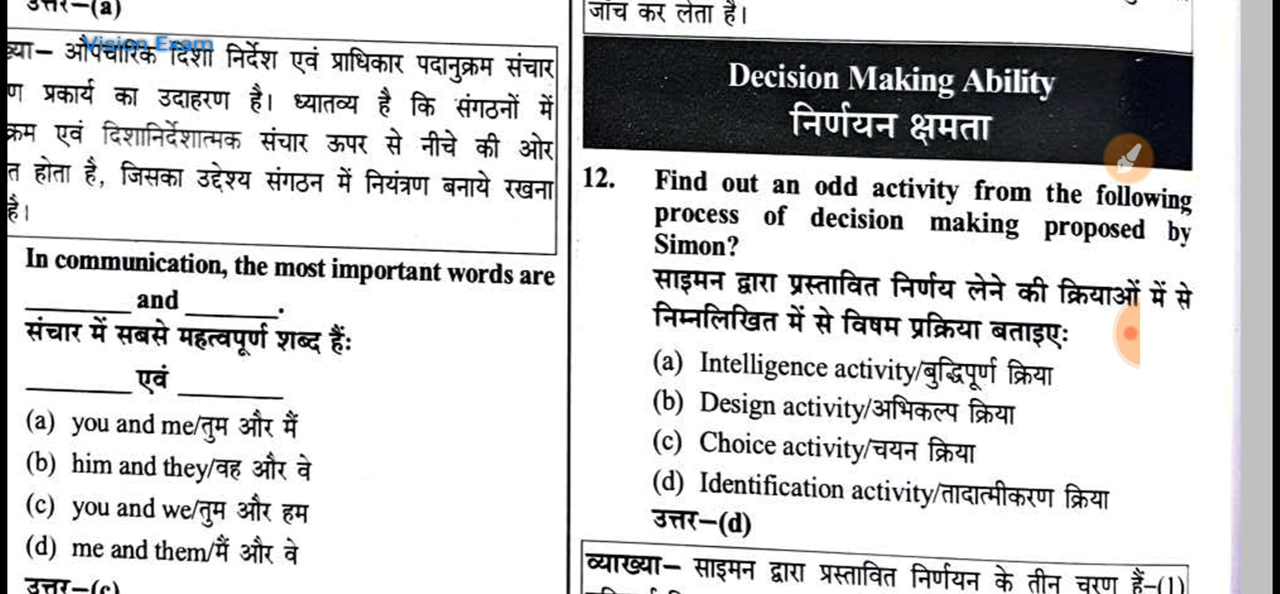 उत्तर–(a)
व्या– औपचारिक दिशा निर्देश एवं प्राधिकार पदानुक्रम संचार
Vision Exam
ण प्रकार्य का उदाहरण है। ध्यातव्य है कि संगठनों में
क्रम एवं दिशानिर्देशात्मक संचार ऊपर से नीचे की ओर
त होता है, जिसका उद्देश्य संगठन में नियंत्रण बनाये रखना
है।
In communication, the most important words are
________ and ________.
संचार में सबसे महत्वपूर्ण शब्द हैंः
________ एवं ________
(a) you and me/तुम और मैं
(b) him and they/वह और वे
(c) you and we/तुम और हम
(d) me and them/मैं और वे
उत्तर–(c)
जाँच कर लेता है।
Decision Making Ability
निर्णयन क्षमता
12. Find out an odd activity from the following
process of decision making proposed by
Simon?
साइमन द्वारा प्रस्तावित निर्णय लेने की क्रियाओं में से
निम्नलिखित में से विषम प्रक्रिया बताइएः
(a) Intelligence activity/बुद्धिपूर्ण क्रिया
(b) Design activity/अभिकल्प क्रिया
(c) Choice activity/चयन क्रिया
(d) Identification activity/तादात्मीकरण क्रिया
उत्तर–(d)
व्याख्या– साइमन द्वारा प्रस्तावित निर्णयन के तीन चरण हैं–(1)